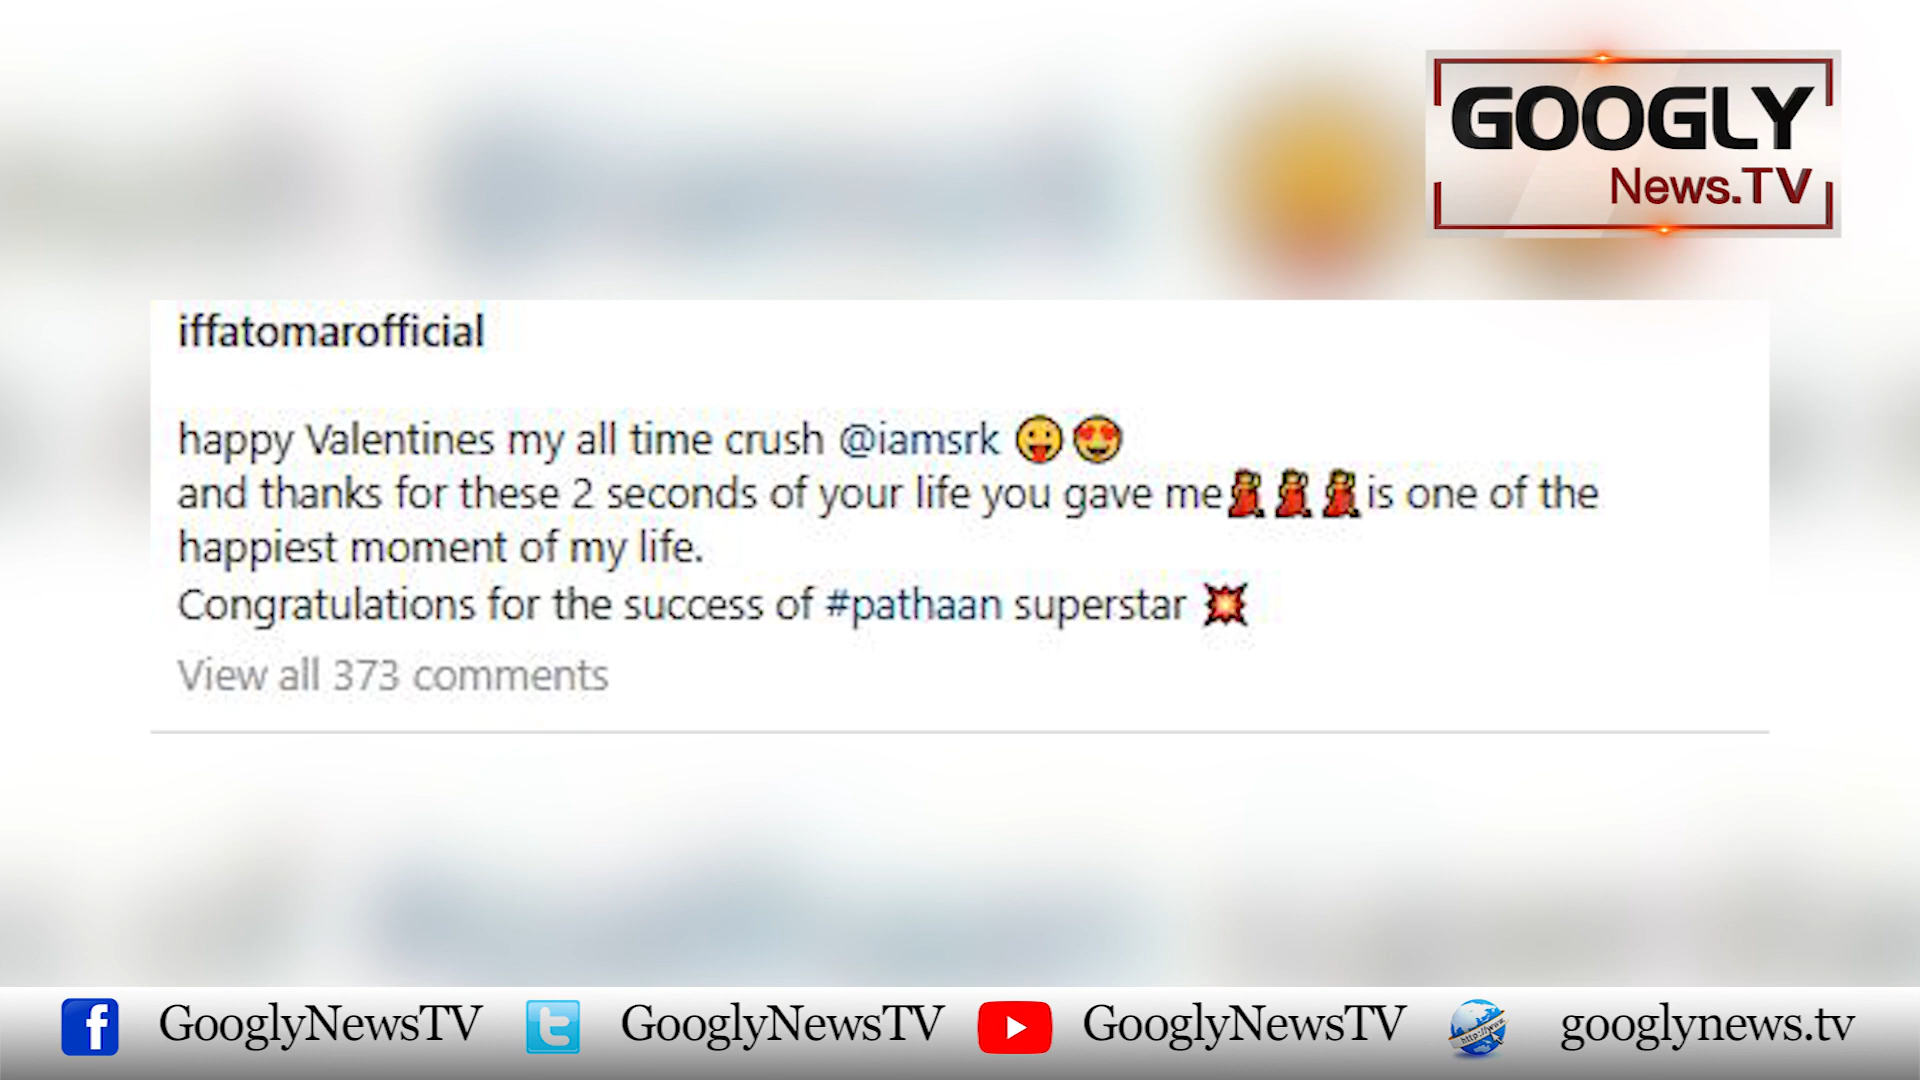 GOOGLY
News.TV
iffatomarofficial
happy Valentines my all time crush @iamsrk 😛😍
and thanks for these 2 seconds of your life you gave me💃💃💃is one of the
happiest moment of my life.
Congratulations for the success of #pathaan superstar 💥
View all 373 comments
GooglyNewsTV GooglyNewsTV GooglyNewsTV googlynews.tv